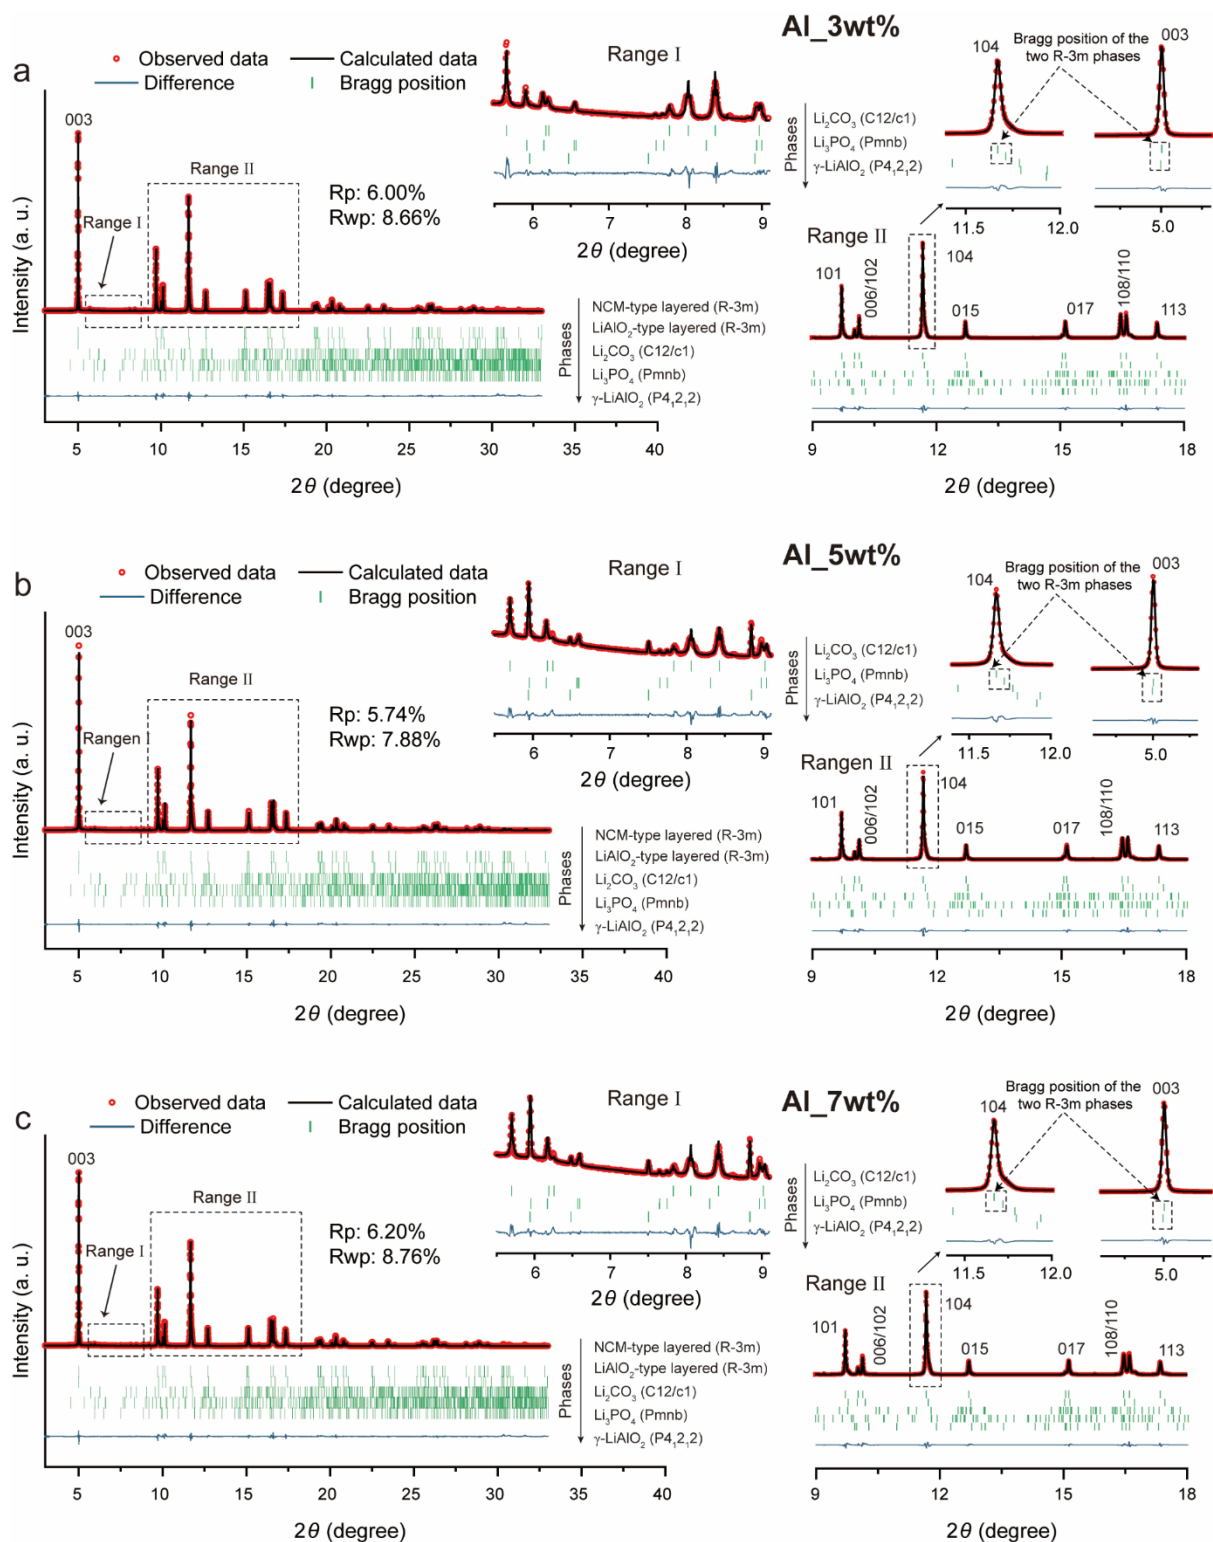 a
Observed data
Calculated data
Difference
Bragg position
003
Range I
Range II
Rp: 6.00%
Rwp: 8.66%
Intensity (a. u.)
5 10 15 20 25 30 35 40
2θ (degree)
Phases
NCM-type layered (R-3m)
LiAlO₂-type layered (R-3m)
Li₂CO₃ (C12/c1)
Li₃PO₄ (Pmnb)
γ-LiAlO₂ (P4₁2₁2)
Range I
6 7 8 9
2θ (degree)
Al_3wt%
Phases
Li₂CO₃ (C12/c1)
Li₃PO₄ (Pmnb)
γ-LiAlO₂ (P4₁2₁2)
104
Bragg position of the
two R-3m phases
003
11.5 12.0
5.0
Range II
101
006/102
104
015
017
108/110
113
9 12 15 18
2θ (degree)
b
Observed data
Calculated data
Difference
Bragg position
003
Rangen I
Range II
Rp: 5.74%
Rwp: 7.88%
Intensity (a. u.)
5 10 15 20 25 30 35 40
2θ (degree)
Phases
NCM-type layered (R-3m)
LiAlO₂-type layered (R-3m)
Li₂CO₃ (C12/c1)
Li₃PO₄ (Pmnb)
γ-LiAlO₂ (P4₁2₁2)
Range I
6 7 8 9
2θ (degree)
Al_5wt%
Phases
Li₂CO₃ (C12/c1)
Li₃PO₄ (Pmnb)
γ-LiAlO₂ (P4₁2₁2)
104
Bragg position of the
two R-3m phases
003
11.5 12.0
5.0
Rangen II
101
006/102
104
015
017
108/110
113
9 12 15 18
2θ (degree)
c
Observed data
Calculated data
Difference
Bragg position
003
Range I
Range II
Rp: 6.20%
Rwp: 8.76%
Intensity (a. u.)
5 10 15 20 25 30 35 40
2θ (degree)
Phases
NCM-type layered (R-3m)
LiAlO₂-type layered (R-3m)
Li₂CO₃ (C12/c1)
Li₃PO₄ (Pmnb)
γ-LiAlO₂ (P4₁2₁2)
Range I
6 7 8 9
2θ (degree)
Al_7wt%
Phases
Li₂CO₃ (C12/c1)
Li₃PO₄ (Pmnb)
γ-LiAlO₂ (P4₁2₁2)
104
Bragg position of the
two R-3m phases
003
11.5 12.0
5.0
Range II
101
006/102
104
015
017
108/110
113
9 12 15 18
2θ (degree)